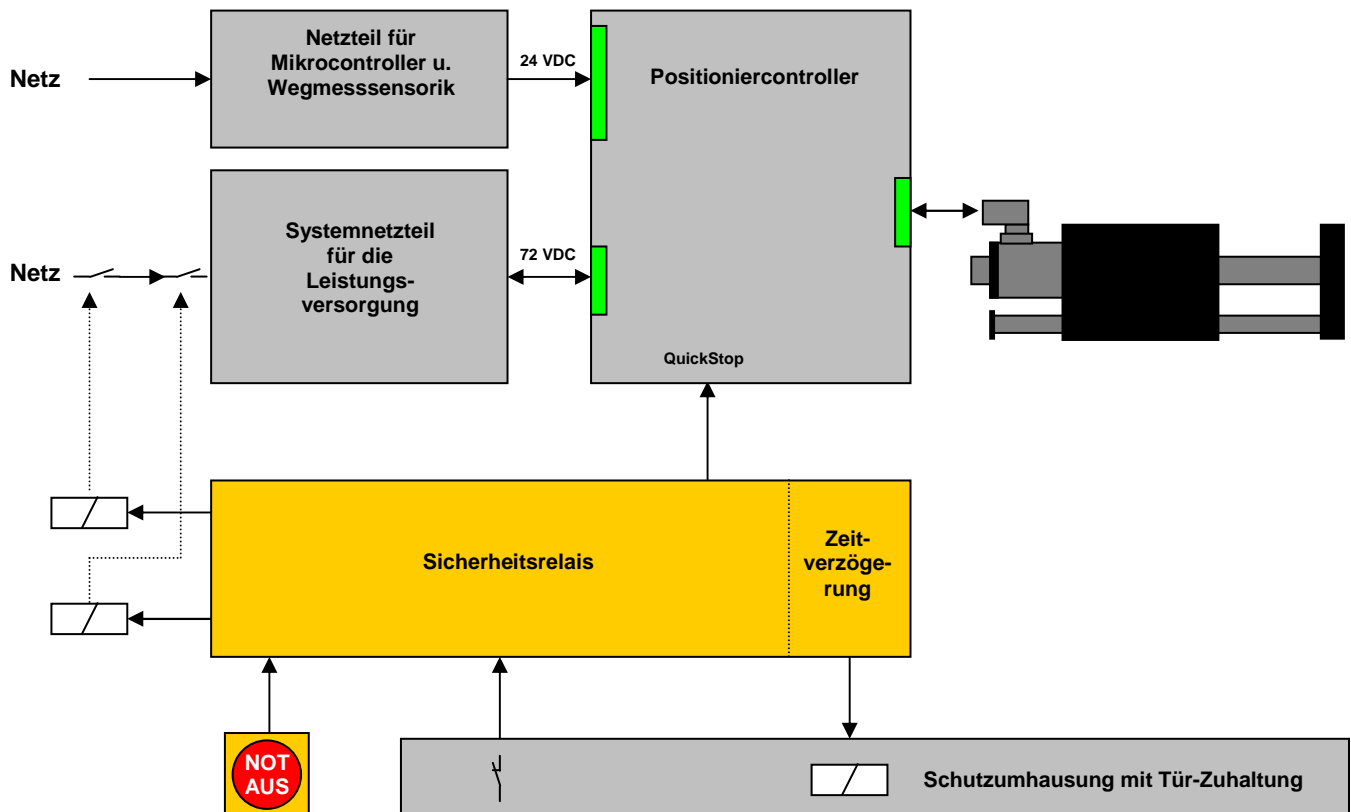 Netzteil für
Mikrocontroller u.
Wegmesssensorik
Netz
24 VDC
Positioniercontroller
Systemnetzteil
für die
Leistungs-
versorgung
Netz
72 VDC
QuickStop
Sicherheitsrelais
Zeit-
verzöge-
rung
NOT
AUS
Schutzumhausung mit Tür-Zuhaltung